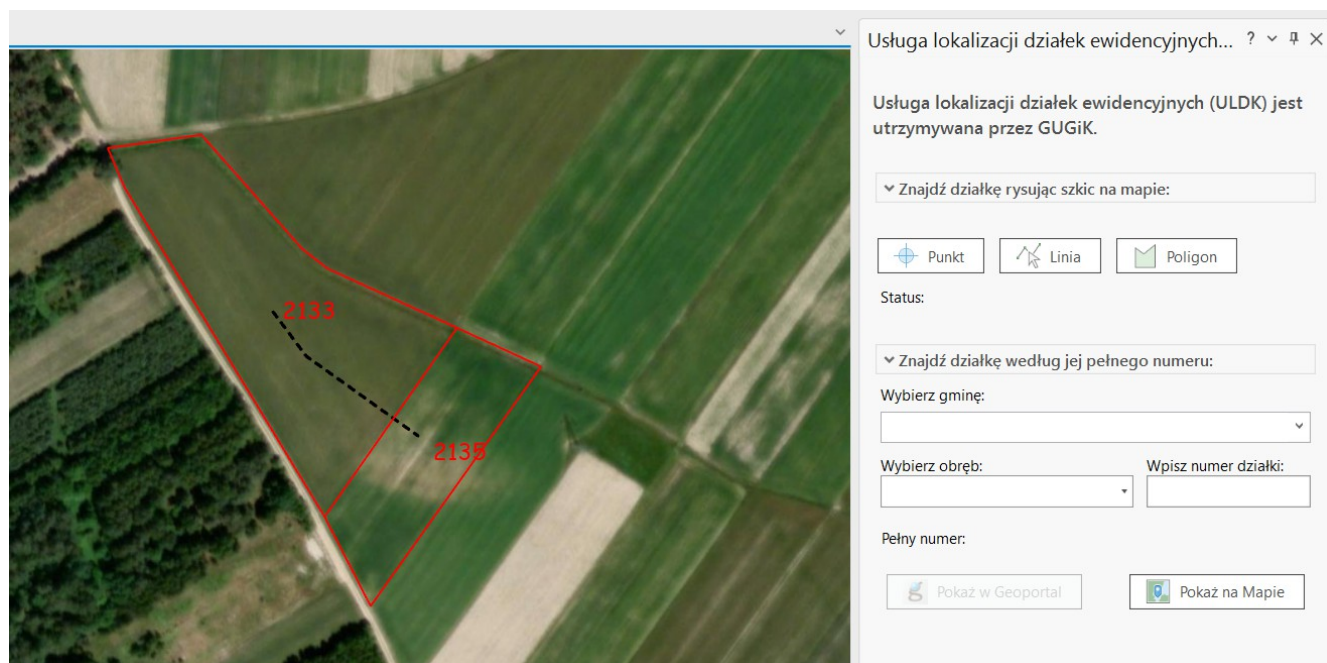 Usługa lokalizacji działek ewidencyjnych... ?
Usługa lokalizacji działek ewidencyjnych (ULDK) jest
utrzymywana przez GUGiK.
Znajdź działkę rysując szkic na mapie:
Punkt
Linia
Poligon
Status:
Znajdź działkę według jej pełnego numeru:
Wybierz gminę:
Wybierz obręb:
Wpisz numer działki:
Pełny numer:
Pokaż w Geoportal
Pokaż na Mapie
2133
2135